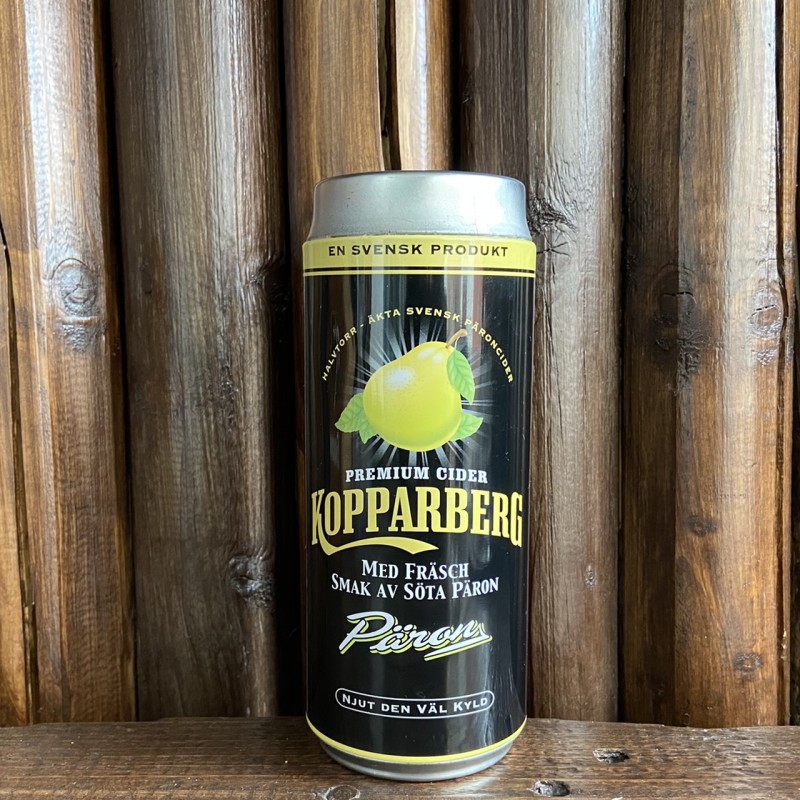 EN SVENSK PRODUKT
HALVTORR - ÄKTA SVENSK PÄRONCIDER
PREMIUM CIDER
KOPPARBERG
MED FRÄSCH
SMAK AV SÖTA PÄRON
Päron
NJUT DEN VÄL KYLD